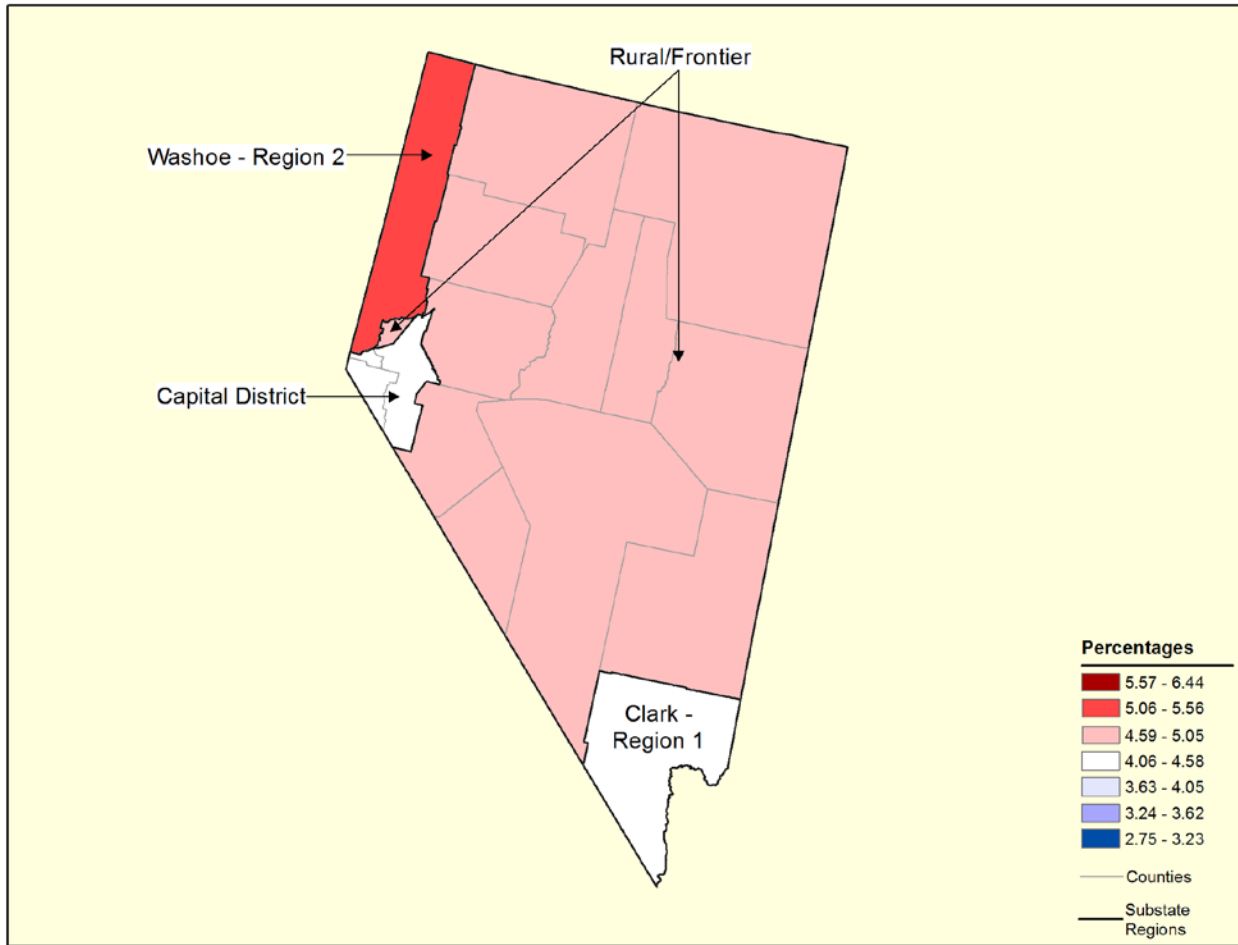 Rural/Frontier
Washoe - Region 2
Capital District
Clark -
Region 1
Percentages
5.57 - 6.44
5.06 - 5.56
4.59 - 5.05
4.06 - 4.58
3.63 - 4.05
3.24 - 3.62
2.75 - 3.23
Counties
Substate
Regions